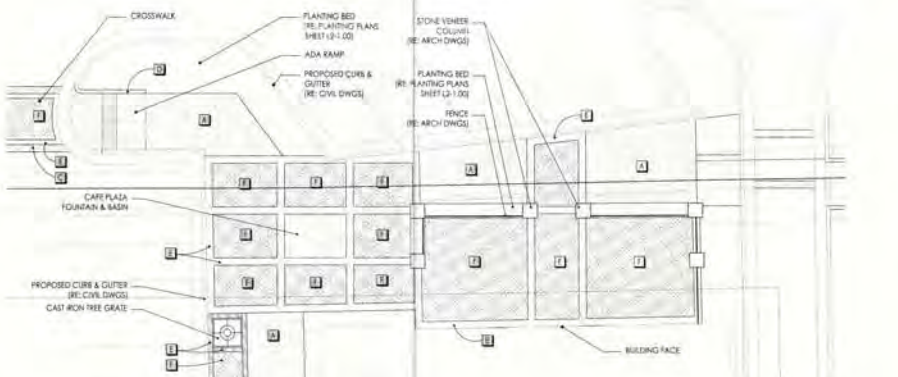 CROSSWALK
PLANTING BED
(RE: PLANTING PLANS
SHEET L2-1.00)
ADA RAMP
PROPOSED CURB &
GUTTER
(RE: CIVIL DWGS)
STONE VENEER
COLUMN
(RE: ARCH DWGS)
PLANTING BED
(RE: PLANTING PLANS
SHEET L2-1.00)
FENCE
(RE: ARCH DWGS)
D
F
A
E
C
A
A
CAFE PLAZA
FOUNTAIN & BASIN
PROPOSED CURB & GUTTER
(RE: CIVIL DWGS)
CAST IRON TREE GRATE
A
E
F
B
BUILDING FACE